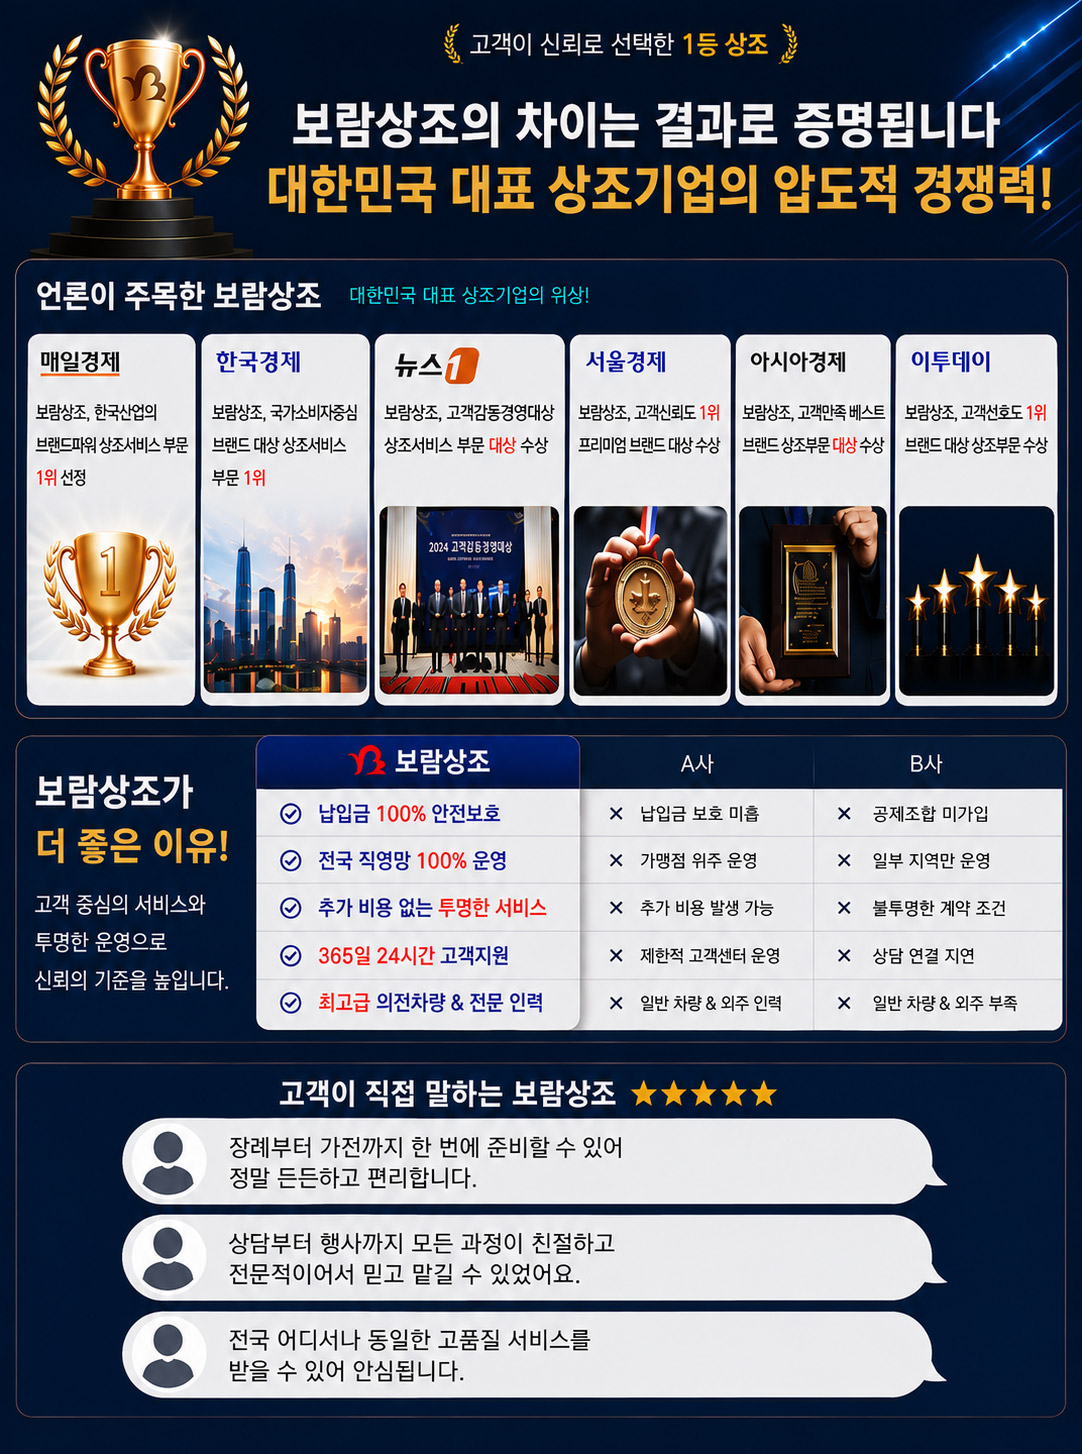 고객이 신뢰로 선택한 1등 상조
보람상조의 차이는 결과로 증명됩니다
대한민국 대표 상조기업의 압도적 경쟁력!
언론이 주목한 보람상조
대한민국 대표 상조기업의 위상!
매일경제
보람상조, 한국산업의
브랜드파워 상조서비스 부문
1위 선정
1
한국경제
보람상조, 국가소비자중심
브랜드 대상 상조서비스
부문 1위
뉴스1
보람상조, 고객감동경영대상
상조서비스 부문 대상 수상
2024 고객감동경영대상
서울경제
보람상조, 고객신뢰도 1위
프리미엄 브랜드 대상 수상
아시아경제
보람상조, 고객만족 베스트
브랜드 상조부문 대상 수상
이투데이
보람상조, 고객선호도 1위
브랜드 대상 상조부문 수상
보람상조가
더 좋은 이유!
고객 중심의 서비스와
투명한 운영으로
신뢰의 기준을 높입니다.
보람상조
A사
B사
납입금 100% 안전보호
납입금 보호 미흡
공제조합 미가입
전국 직영망 100% 운영
가맹점 위주 운영
일부 지역만 운영
추가 비용 없는 투명한 서비스
추가 비용 발생 가능
불투명한 계약 조건
365일 24시간 고객지원
제한적 고객센터 운영
상담 연결 지연
최고급 의전차량 & 전문 인력
일반 차량 & 외주 인력
일반 차량 & 외주 부족
고객이 직접 말하는 보람상조
장례부터 가전까지 한 번에 준비할 수 있어
정말 든든하고 편리합니다.
상담부터 행사까지 모든 과정이 친절하고
전문적이어서 믿고 맡길 수 있었어요.
전국 어디서나 동일한 고품질 서비스를
받을 수 있어 안심됩니다.